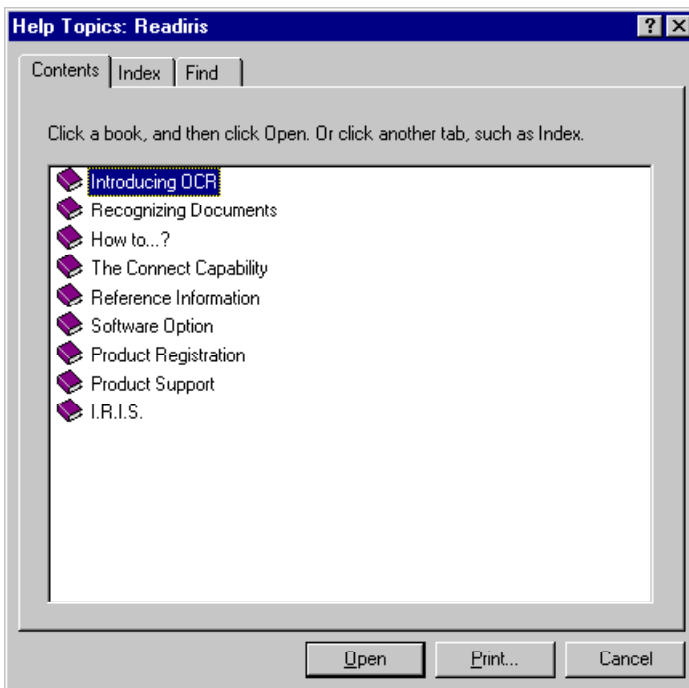 Help Topics: Readiris
Contents Index Find
Click a book, and then click Open. Or click another tab, such as Index.
Introducing OCR
Recognizing Documents
How to...?
The Connect Capability
Reference Information
Software Option
Product Registration
Product Support
I.R.I.S.
Open Print... Cancel